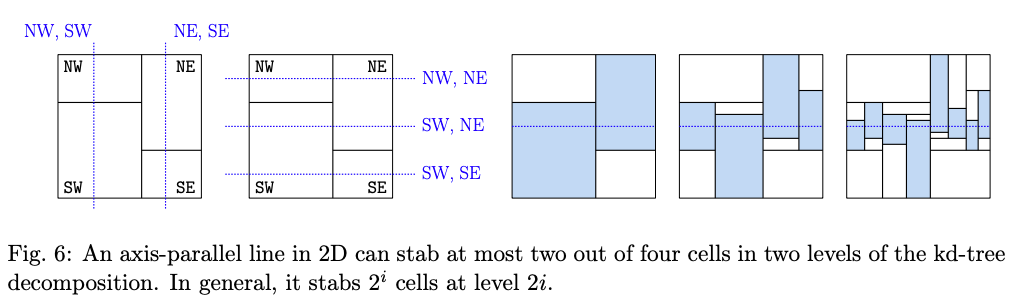 NW, SW
NE, SE
NW
NE
SW
SE
NW
NE
SW
SE
NW, NE
SW, NE
SW, SE
Fig. 6: An axis-parallel line in 2D can stab at most two out of four cells in two levels of the kd-tree
decomposition. In general, it stabs 2^i cells at level 2i.